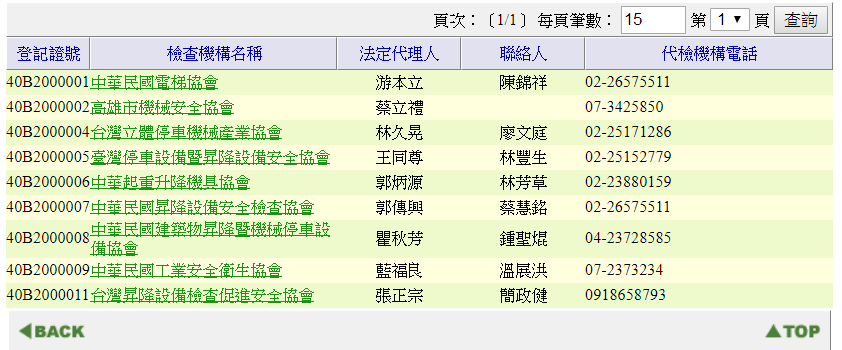 頁次：〔1/1〕 每頁筆數： 15 第 1 頁 查詢
登記證號 檢查機構名稱 法定代理人 聯絡人 代檢機構電話
40B2000001 中華民國電梯協會 游本立 陳錦祥 02-26575511
40B2000002 高雄市機械安全協會 蔡立禮 07-3425850
40B2000004 台灣立體停車機械產業協會 林久晃 廖文庭 02-25171286
40B2000005 臺灣停車設備暨昇降設備安全協會 王同尊 林豐生 02-25152779
40B2000006 中華起重升降機具協會 郭炳源 林芳草 02-23880159
40B2000007 中華民國昇降設備安全檢查協會 郭傳興 蔡慧銘 02-26575511
40B2000008 中華民國建築物昇降暨機械停車設
備協會 瞿秋芳 鍾聖焜 04-23728585
40B2000009 中華民國工業安全衛生協會 藍福良 溫展洪 07-2373234
40B2000011 台灣昇降設備檢查促進安全協會 張正宗 簡政健 0918658793
BACK TOP